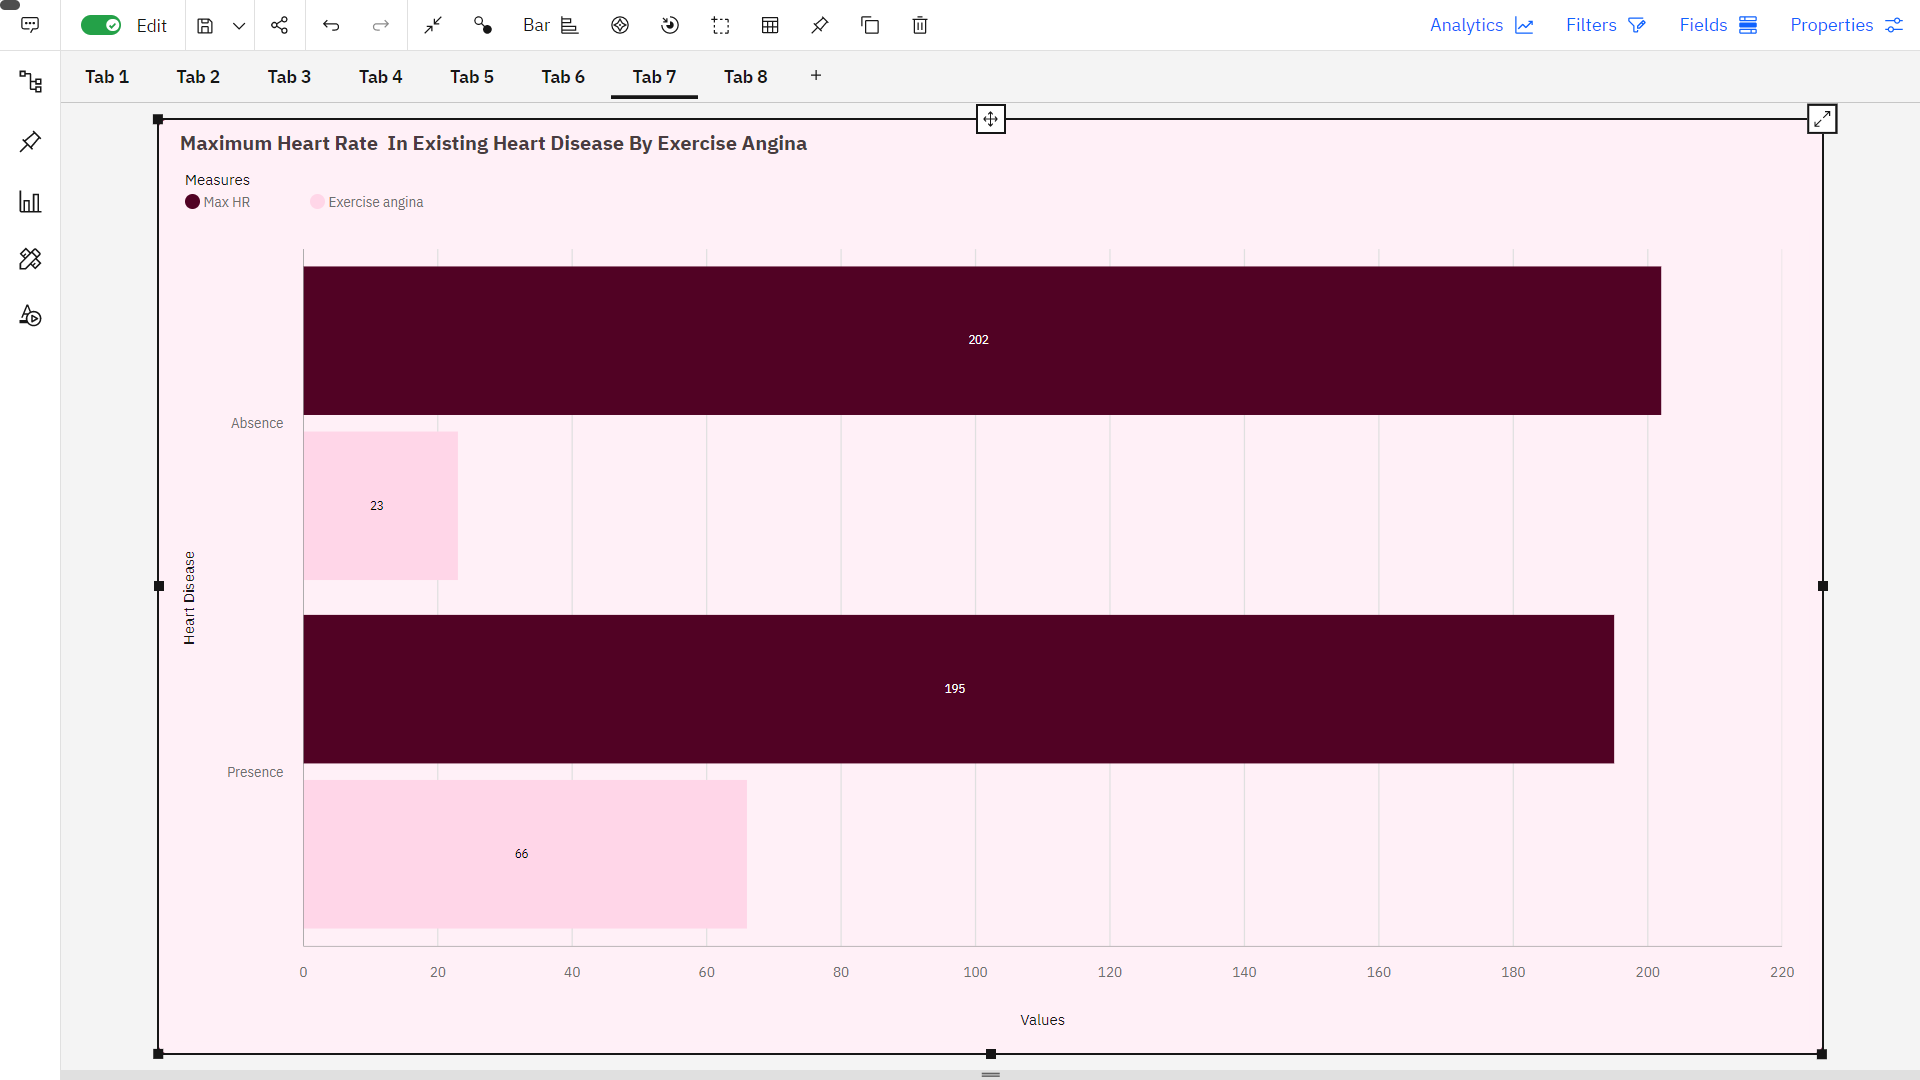 Edit
Bar
Analytics
Filters
Fields
Properties
Tab 1
Tab 2
Tab 3
Tab 4
Tab 5
Tab 6
Tab 7
Tab 8
+
Maximum Heart Rate  In Existing Heart Disease By Exercise Angina
Measures
Max HR
Exercise angina
202
Absence
23
Heart Disease
195
Presence
66
0 20 40 60 80 100 120 140 160 180 200 220
Values